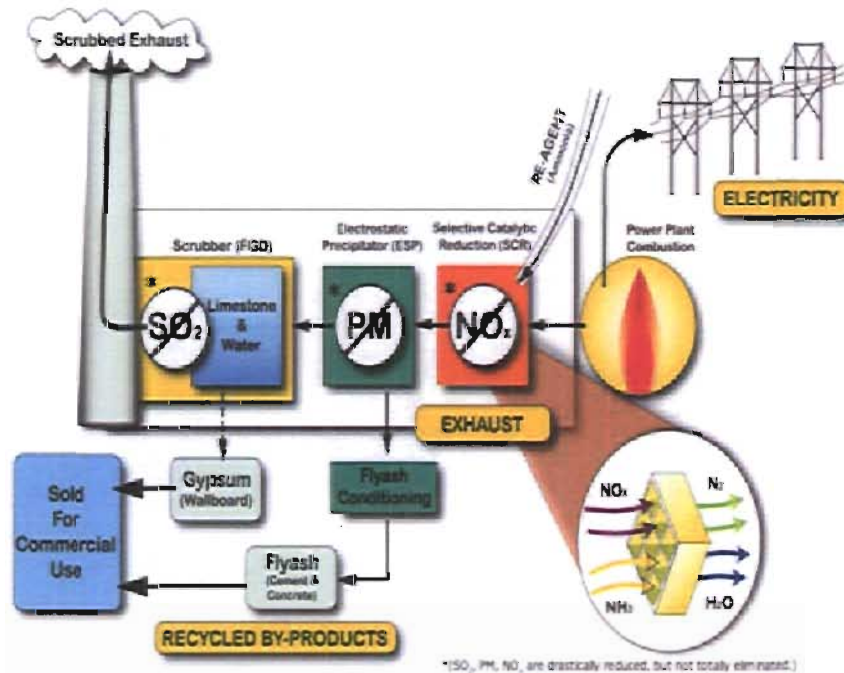 Scrubbed Exhaust
RE-AGENT
(Ammonia)
ELECTRICITY
Scrubber (FGD)
Electrostatic
Precipitator (ESP)
Selective Catalytic
Reduction (SCR)
Power Plant
Combustion
*
SO₂
Limestone
&
Water
*
PM
*
NOₓ
EXHAUST
Sold
For
Commercial
Use
Gypsum
(Wallboard)
Flyash
Conditioning
Flyash
(Cement &
Concrete)
RECYCLED BY-PRODUCTS
NOₓ
N₂
NH₃
H₂O
*(SO₂, PM, NOₓ are drastically reduced, but not totally eliminated.)